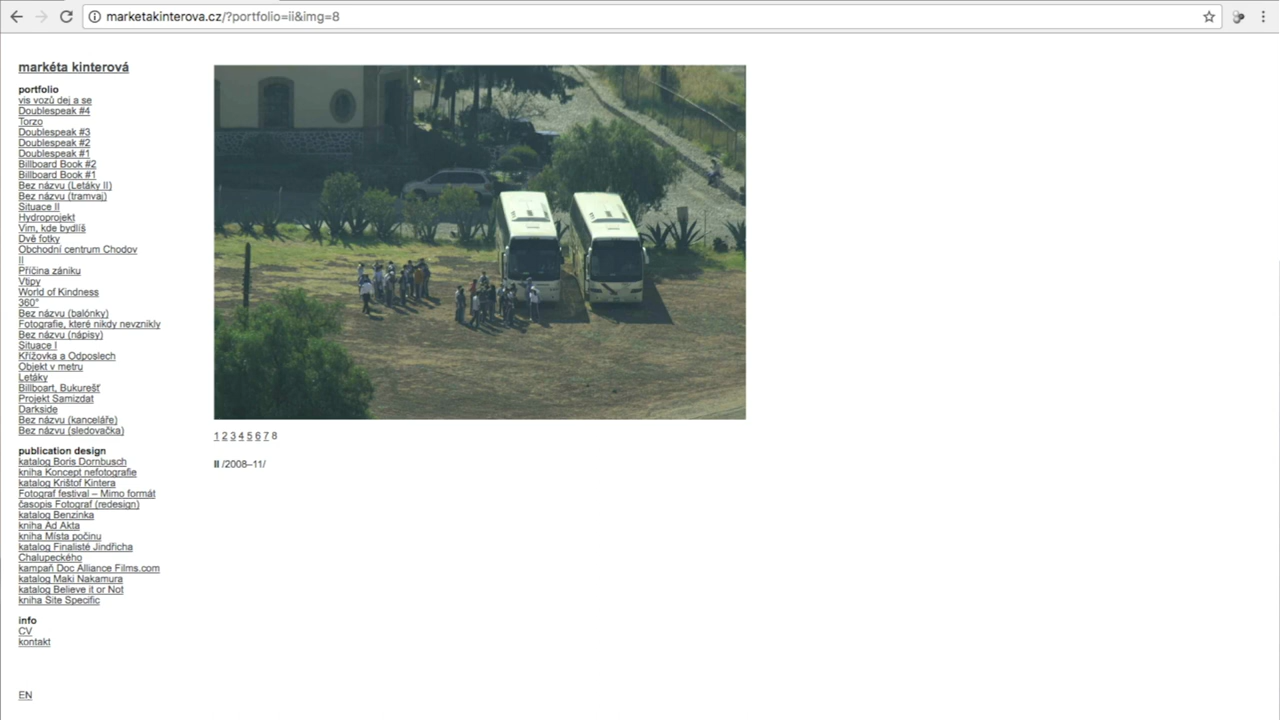 marketakinterova.cz/?portfolio=ii&img=8
markéta kinterová
portfolio
vis vozů dej a se
Doublespeak #4
Torzo
Doublespeak #3
Doublespeak #2
Doublespeak #1
Billboard Book #2
Billboard Book #1
Bez názvu (Letáky II)
Bez názvu (tramvaj)
Situace II
Hydroprojekt
Vím, kde bydlíš
Dvě fotky
Obchodní centrum Chodov
II
Příčina zániku
Vtipy
World of Kindness
360°
Bez názvu (balónky)
Fotografie, které nikdy nevznikly
Bez názvu (nápisy)
Situace I
Křížovka a Odposlech
Objekt v metru
Letáky
Billboart, Bukurešť
Projekt Samizdat
Darkside
Bez názvu (kanceláře)
Bez názvu (sledovačka)
publication design
katalog Boris Dornbusch
kniha Koncept nefotografie
katalog Krištof Kintera
Fotograf festival – Mimo formát
časopis Fotograf (redesign)
katalog Benzinka
kniha Ad Akta
kniha Místa počinu
katalog Finalisté Jindřicha
Chalupeckého
kampaň Doc Alliance Films.com
katalog Maki Nakamura
katalog Believe it or Not
kniha Site Specific
info
CV
kontakt
EN
1 2 3 4 5 6 7 8
II /2008–11/